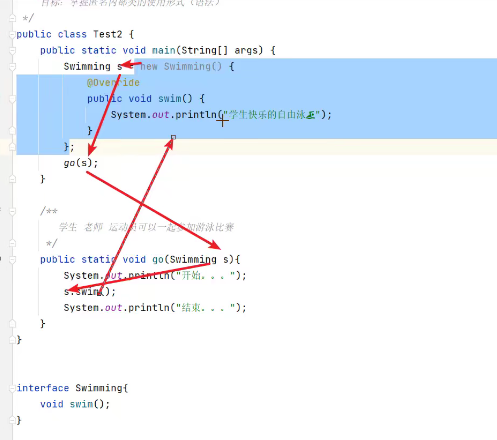 目标：掌握匿名内部类的使用形式（语法）
*/
public class Test2 {
public static void main(String[] args) {
Swimming s = new Swimming() {
@Override
public void swim() {
System.out.println("学生快乐的自由泳🏊");
}
};
go(s);
}
/**
学生 老师 运动员可以一起参加游泳比赛
*/
public static void go(Swimming s){
System.out.println("开始。。。");
s.swim();
System.out.println("结束。。。");
}
}
interface Swimming{
void swim();
}